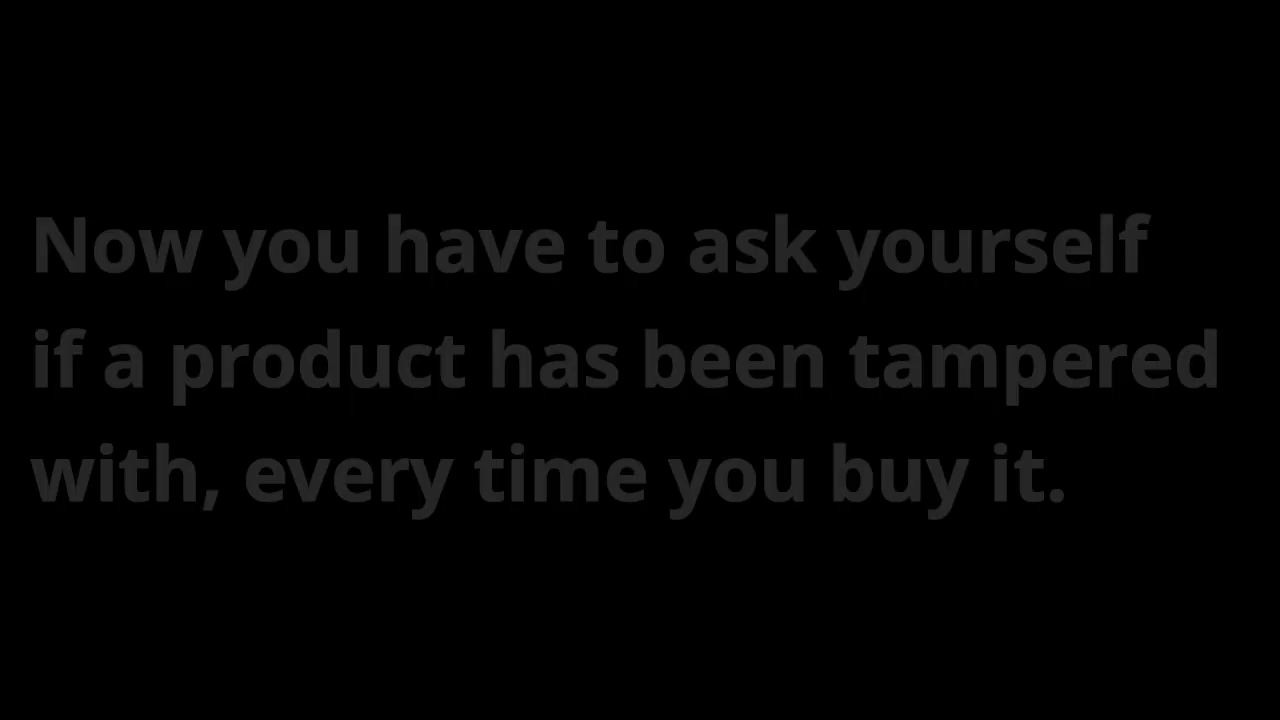 Now you have to ask yourself
if a product has been tampered
with, every time you buy it.